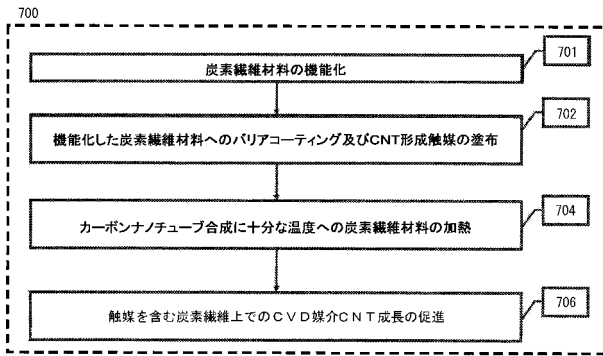 700
701
炭素繊維材料の機能化
702
機能化した炭素繊維材料へのバリアコーティング及びCNT形成触媒の塗布
704
カーボンナノチューブ合成に十分な温度への炭素繊維材料の加熱
706
触媒を含む炭素繊維上でのCVD媒介CNT成長の促進